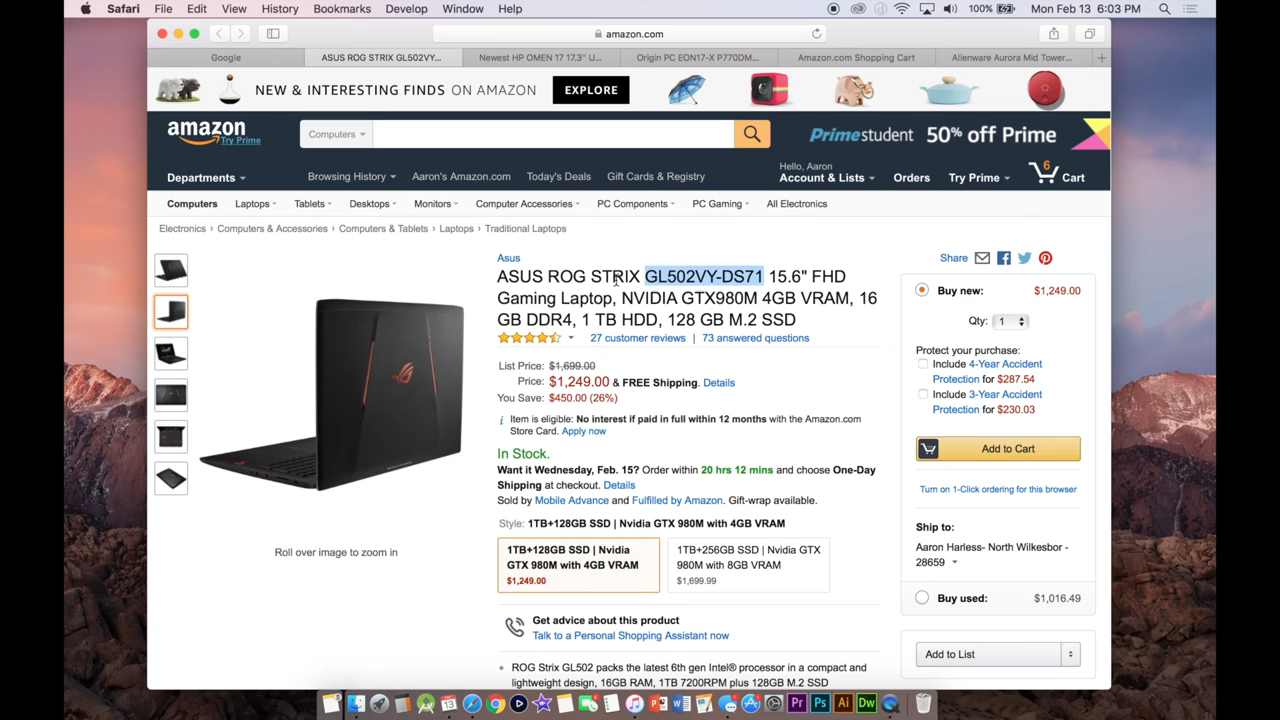 Safari File Edit View History Bookmarks Develop Window Help 100% Mon Feb 13 6:03 PM
amazon.com
Google ASUS ROG STRIX GL502VY... Newest HP OMEN 17 17.3" U... Origin PC EON17-X P770DM... Amazon.com Shopping Cart Alienware Aurora Mid Tower...
NEW & INTERESTING FINDS ON AMAZON EXPLORE
amazon
Try Prime
Computers
Prime student 50% off Prime
Departments
Browsing History Aaron's Amazon.com Today's Deals Gift Cards & Registry
Hello, Aaron
Account & Lists Orders Try Prime 6 Cart
Computers Laptops Tablets Desktops Monitors Computer Accessories PC Components PC Gaming All Electronics
Electronics › Computers & Accessories › Computers & Tablets › Laptops › Traditional Laptops
Roll over image to zoom in
Asus
ASUS ROG STRIX GL502VY-DS71 15.6" FHD
Gaming Laptop, NVIDIA GTX980M 4GB VRAM, 16
GB DDR4, 1 TB HDD, 128 GB M.2 SSD
27 customer reviews | 73 answered questions
List Price: $1,699.00
Price: $1,249.00 & FREE Shipping. Details
You Save: $450.00 (26%)
Item is eligible: No interest if paid in full within 12 months with the Amazon.com
Store Card. Apply now
In Stock.
Want it Wednesday, Feb. 15? Order within 20 hrs 12 mins and choose One-Day
Shipping at checkout. Details
Sold by Mobile Advance and Fulfilled by Amazon. Gift-wrap available.
Style: 1TB+128GB SSD | Nvidia GTX 980M with 4GB VRAM
1TB+128GB SSD | Nvidia
GTX 980M with 4GB VRAM
$1,249.00
1TB+256GB SSD | Nvidia GTX
980M with 8GB VRAM
$1,699.99
Get advice about this product
Talk to a Personal Shopping Assistant now
ROG Strix GL502 packs the latest 6th gen Intel® processor in a compact and
lightweight design, 16GB RAM, 1TB 7200RPM plus 128GB M.2 SSD
Share
Buy new: $1,249.00
Qty: 1
Protect your purchase:
Include 4-Year Accident
Protection for $287.54
Include 3-Year Accident
Protection for $230.03
Add to Cart
Turn on 1-Click ordering for this browser
Ship to:
Aaron Harless- North Wilkesbor -
28659
Buy used: $1,016.49
Add to List
Pr Ps Ai Dw